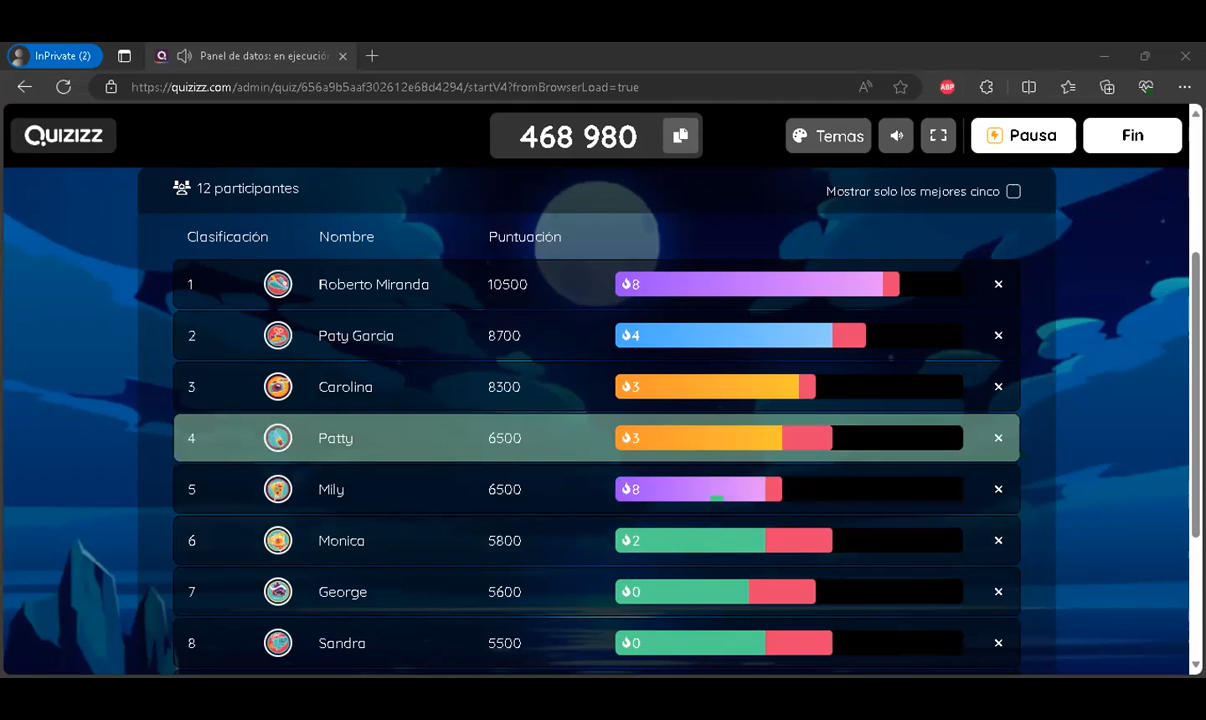 InPrivate (2)
Panel de datos: en ejecución
https://quizizz.com/admin/quiz/656a9b5aaf302612e68d4294/startV4?fromBrowserLoad=true
ABP
QUIZIZZ
468 980
Temas
Pausa
Fin
12 participantes
Mostrar solo los mejores cinco
Clasificación Nombre Puntuación
1 Roberto Miranda 10500 8
2 Paty Garcia 8700 4
3 Carolina 8300 3
4 Patty 6500 3
5 Mily 6500 8
6 Monica 5800 2
7 George 5600 0
8 Sandra 5500 0